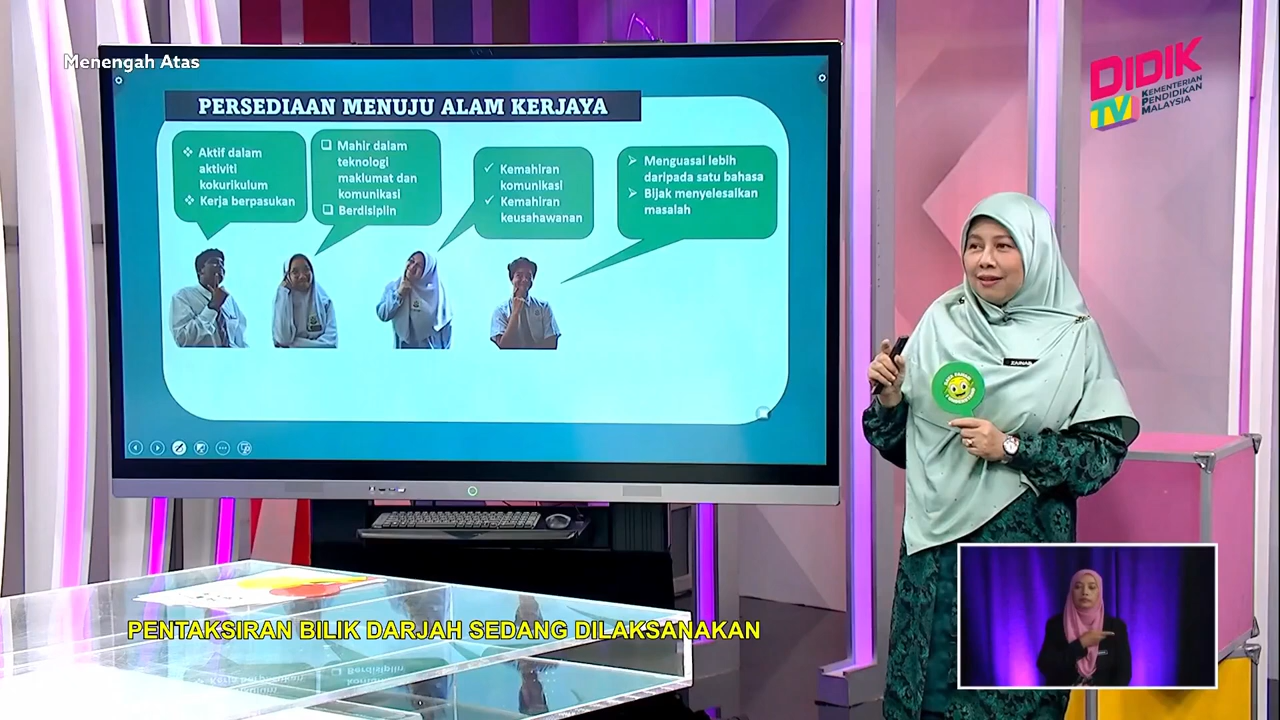 Menengah Atas
DIDIK
TV
KEMENTERIAN
PENDIDIKAN
MALAYSIA
PERSEDIAAN MENUJU ALAM KERJAYA
Aktif dalam
aktiviti
kokurikulum
Kerja berpasukan
Mahir dalam
teknologi
maklumat dan
komunikasi
Berdisiplin
Kemahiran
komunikasi
Kemahiran
keusahawanan
Menguasai lebih
daripada satu bahasa
Bijak menyelesaikan
masalah
ZAINAB
PENTAKSIRAN BILIK DARJAH SEDANG DILAKSANAKAN